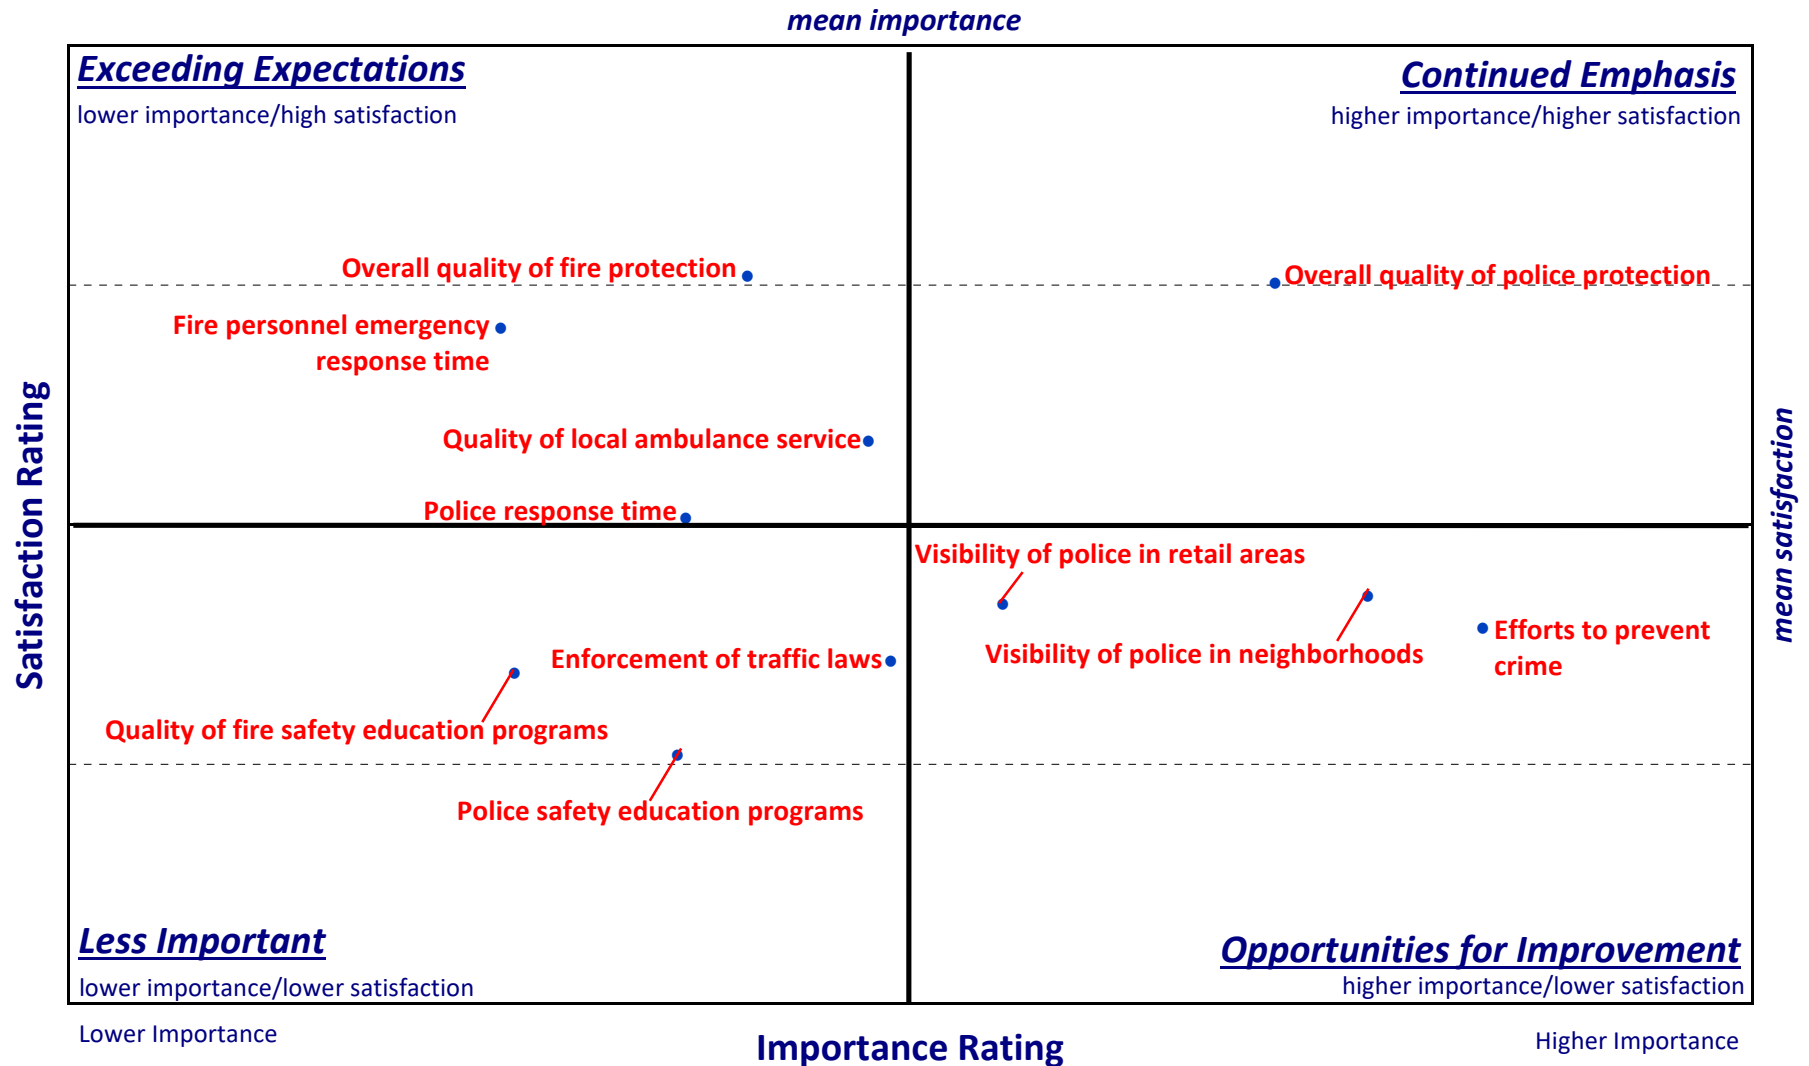 mean importance
Exceeding Expectations
lower importance/high satisfaction
Continued Emphasis
higher importance/higher satisfaction
Overall quality of fire protection
Overall quality of police protection
Fire personnel emergency
response time
Quality of local ambulance service
Police response time
Satisfaction Rating
mean satisfaction
Visibility of police in retail areas
Visibility of police in neighborhoods
Efforts to prevent
crime
Enforcement of traffic laws
Quality of fire safety education programs
Police safety education programs
Less Important
lower importance/lower satisfaction
Opportunities for Improvement
higher importance/lower satisfaction
Lower Importance
Importance Rating
Higher Importance